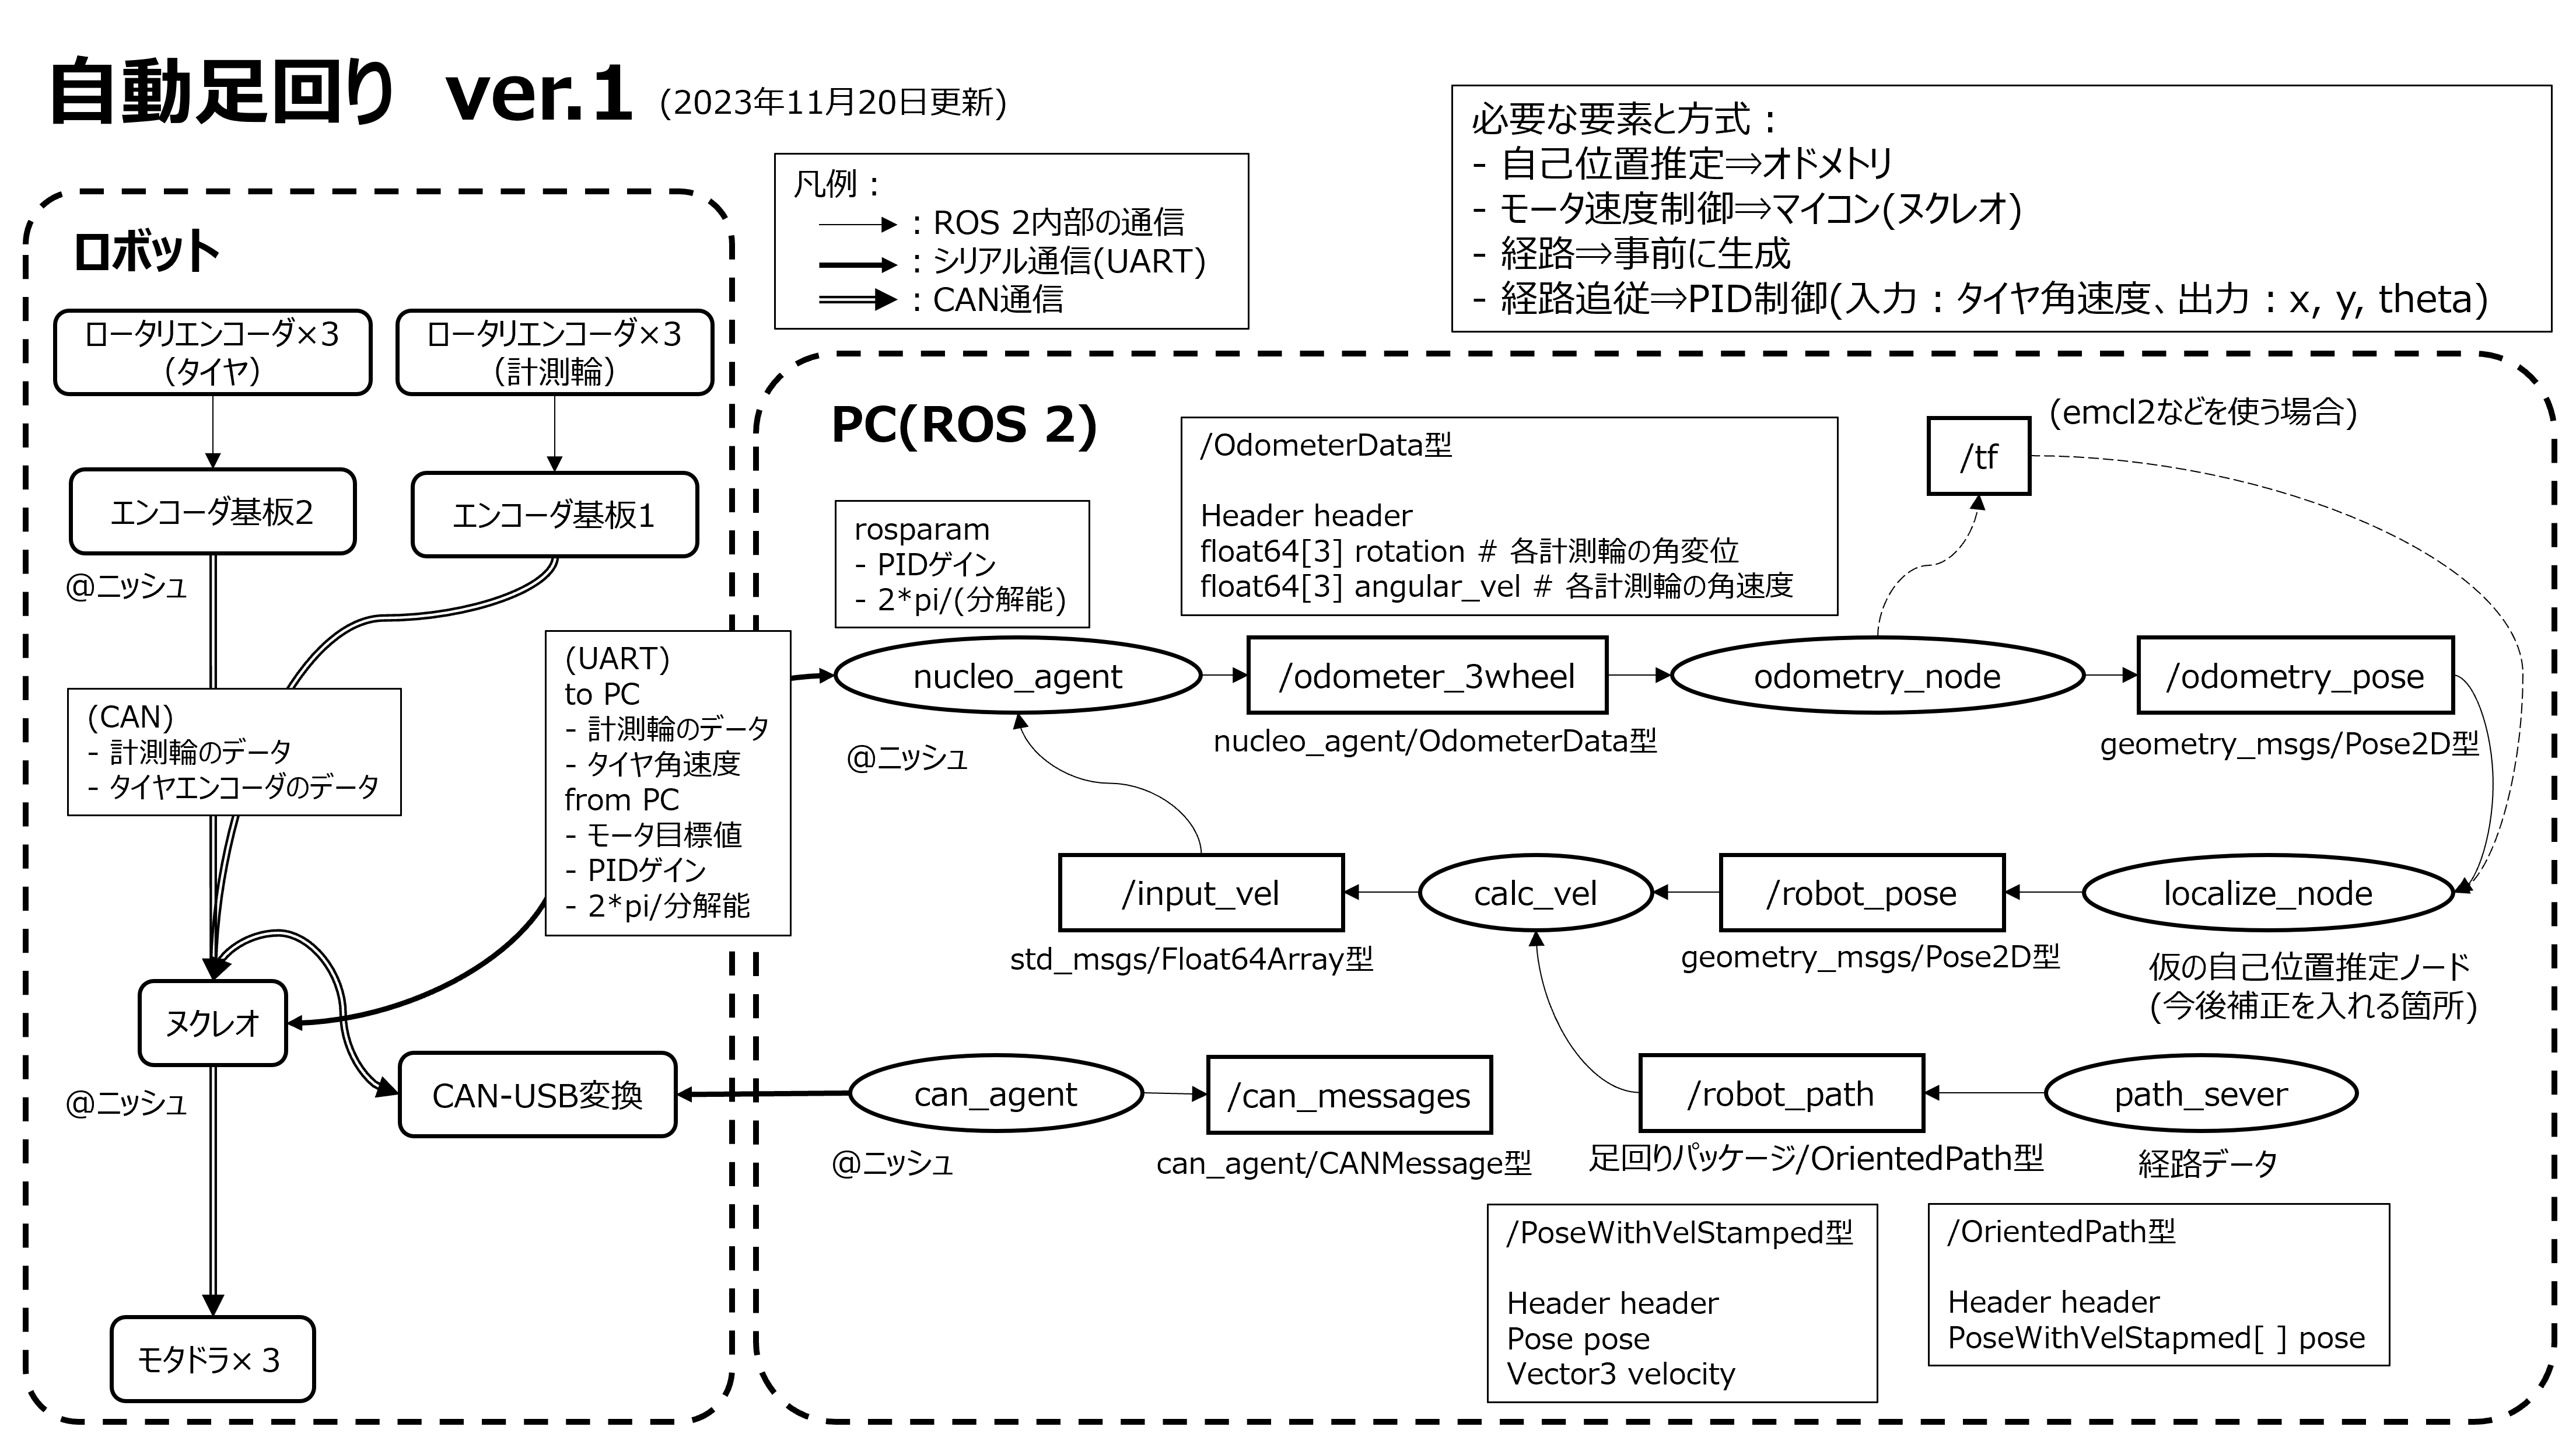 自動足回り ver.1 (2023年11月20日更新)
必要な要素と方式：
- 自己位置推定⇒オドメトリ
- モータ速度制御⇒マイコン(ヌクレオ)
- 経路⇒事前に生成
- 経路追従⇒PID制御(入力：タイヤ角速度、出力：x, y, theta)
凡例：
：ROS 2内部の通信
：シリアル通信(UART)
：CAN通信
ロボット
ロータリエンコーダ×3
（タイヤ）
ロータリエンコーダ×3
（計測輪）
エンコーダ基板2
エンコーダ基板1
@ニッシュ
(CAN)
- 計測輪のデータ
- タイヤエンコーダのデータ
(UART)
to PC
- 計測輪のデータ
- タイヤ角速度
from PC
- モータ目標値
- PIDゲイン
- 2*pi/分解能
ヌクレオ
@ニッシュ
CAN-USB変換
モタドラ×３
PC(ROS 2)
rosparam
- PIDゲイン
- 2*pi/(分解能)
/OdometerData型
Header header
float64[3] rotation # 各計測輪の角変位
float64[3] angular_vel # 各計測輪の角速度
/tf
(emcl2などを使う場合)
nucleo_agent
@ニッシュ
/odometer_3wheel
nucleo_agent/OdometerData型
odometry_node
/odometry_pose
geometry_msgs/Pose2D型
/input_vel
std_msgs/Float64Array型
calc_vel
/robot_pose
geometry_msgs/Pose2D型
localize_node
仮の自己位置推定ノード
(今後補正を入れる箇所)
can_agent
@ニッシュ
/can_messages
can_agent/CANMessage型
/robot_path
足回りパッケージ/OrientedPath型
path_sever
経路データ
/PoseWithVelStamped型
Header header
Pose pose
Vector3 velocity
/OrientedPath型
Header header
PoseWithVelStapmed[ ] pose